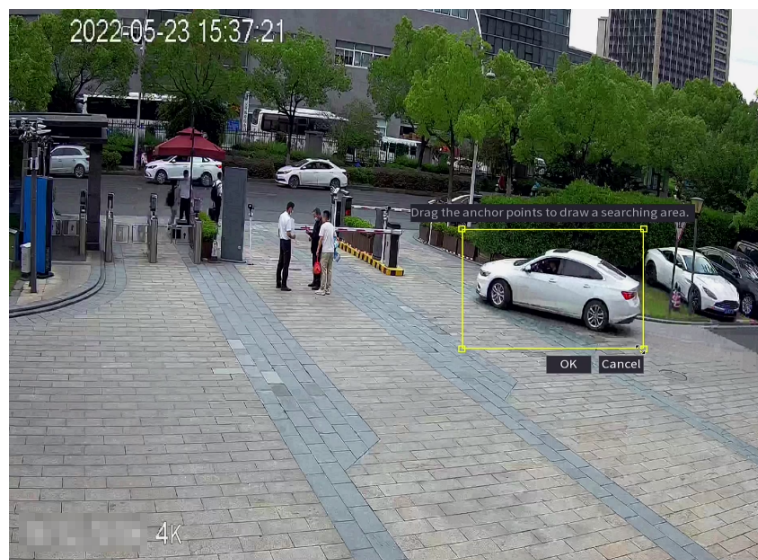 2022-05-23 15:37:21
Drag the anchor points to draw a searching area.
OK Cancel
4K